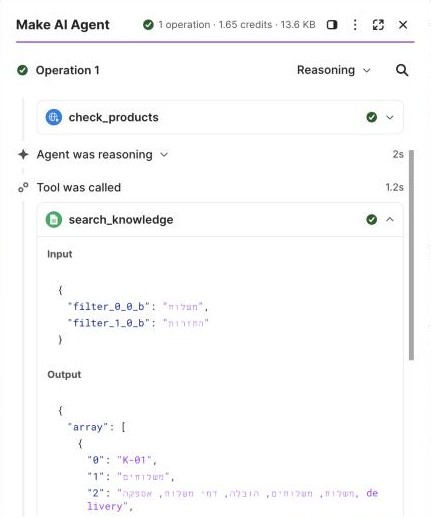 Make AI Agent
1 operation · 1.65 credits · 13.6 KB
Operation 1
Reasoning
check_products
Agent was reasoning
2s
Tool was called
1.2s
search_knowledge
Input
{
"filter_0_0_b": "משלוח",
"filter_1_0_b": "החזרות"
}
Output
{
"array": [
{
"0": "K-01",
"1": "משלוחים",
"2": "משלוח, משלוחים, הובלה, דמי משלוח, אספקה, de
livery",